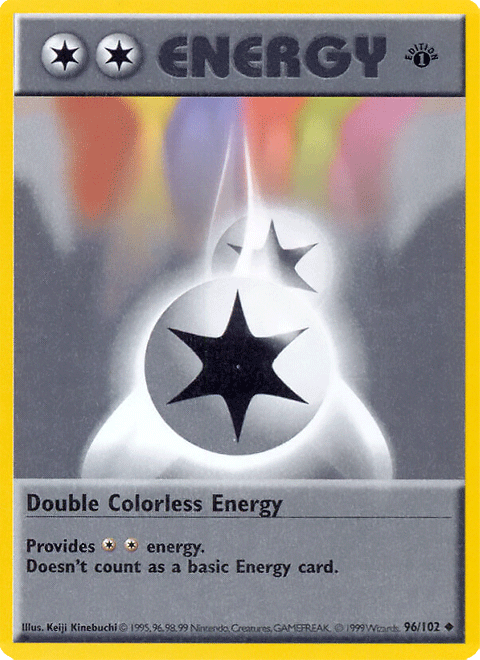 ENERGY
EDITION
1
Double Colorless Energy
Provides energy.
Doesn't count as a basic Energy card.
Illus. Keiji Kinebuchi © 1995, 96, 98, 99 Nintendo, Creatures, GAMEFREAK. © 1999 Wizards. 96/102